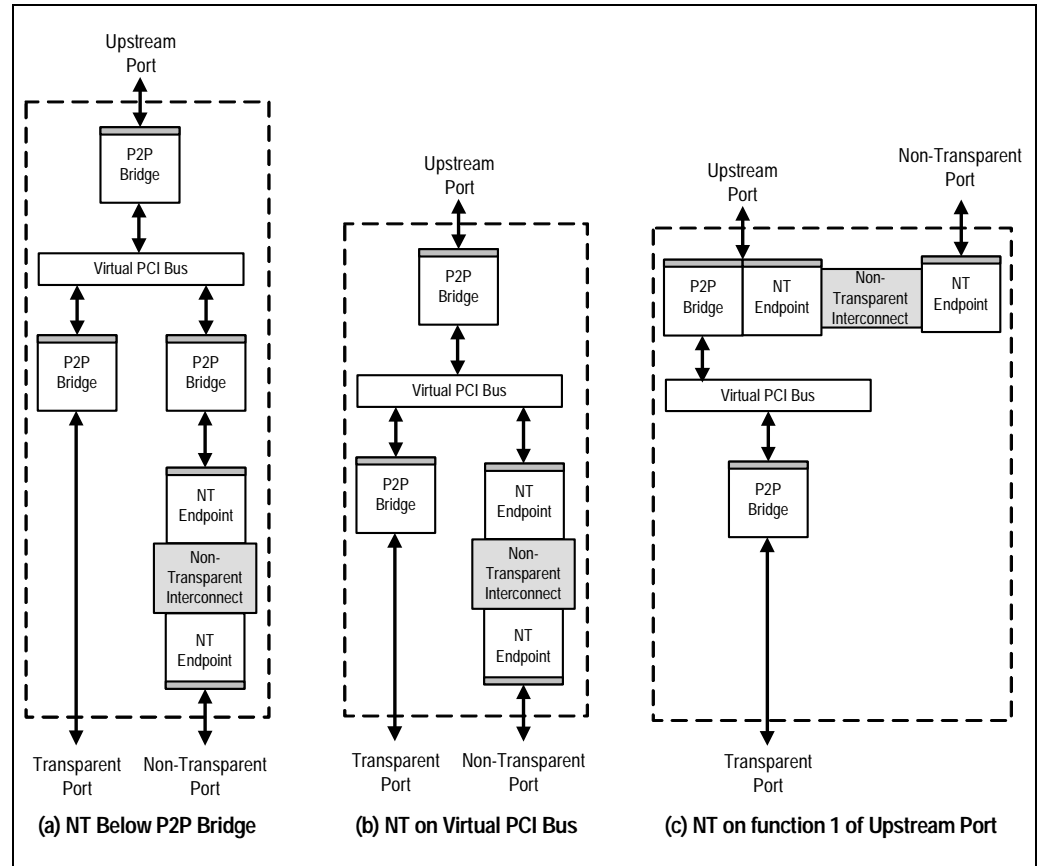 Upstream
Port
P2P
Bridge
Virtual PCI Bus
P2P
Bridge
P2P
Bridge
NT
Endpoint
Non-
Transparent
Interconnect
NT
Endpoint
Transparent
Port
Non-Transparent
Port
(a) NT Below P2P Bridge
Upstream
Port
P2P
Bridge
Virtual PCI Bus
P2P
Bridge
NT
Endpoint
Non-
Transparent
Interconnect
NT
Endpoint
Transparent
Port
Non-Transparent
Port
(b) NT on Virtual PCI Bus
Upstream
Port
Non-Transparent
Port
P2P
Bridge
NT
Endpoint
Non-
Transparent
Interconnect
NT
Endpoint
Virtual PCI Bus
P2P
Bridge
Transparent
Port
(c) NT on function 1 of Upstream Port